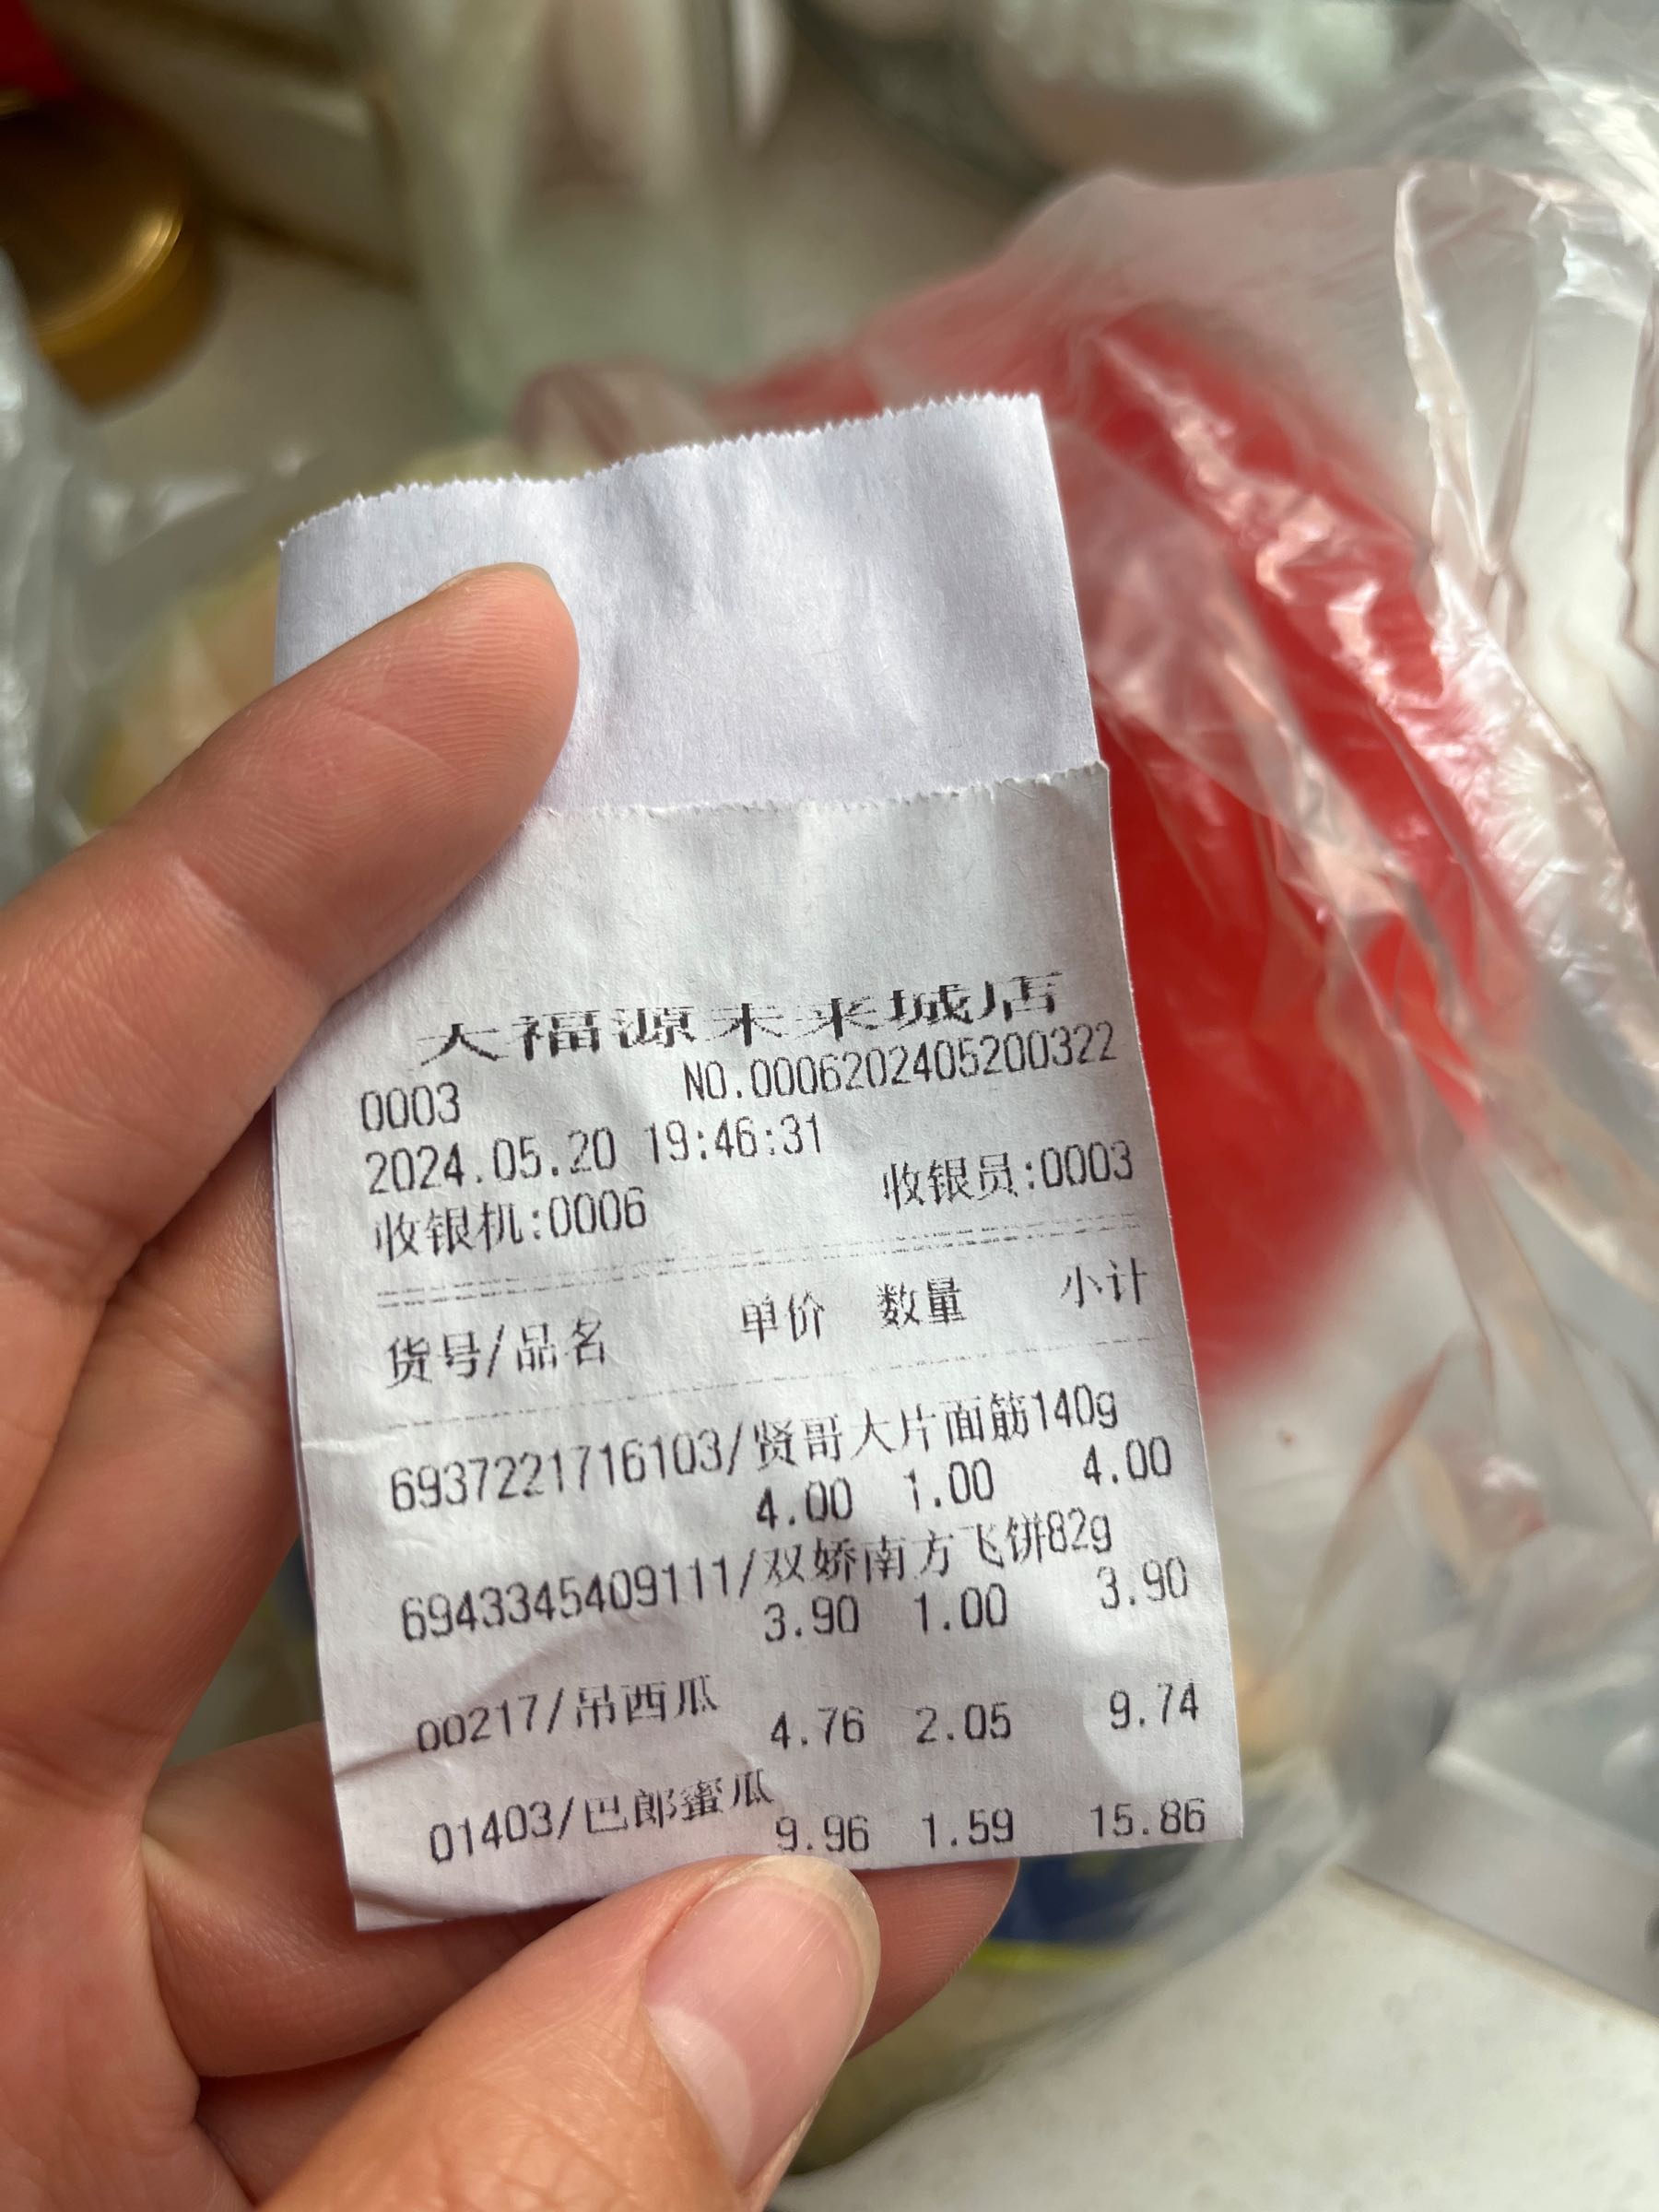 大福源未来城店
0003 NO.0006202405200322
2024.05.20 19:46:31
收银机:0006 收银员:0003
货号/品名 单价 数量 小计
6937221716103/贤哥大片面筋140g
4.00 1.00 4.00
6943345409111/双娇南方飞饼82g
3.90 1.00 3.90
00217/吊西瓜
4.76 2.05 9.74
01403/巴郎蜜瓜
9.96 1.59 15.86